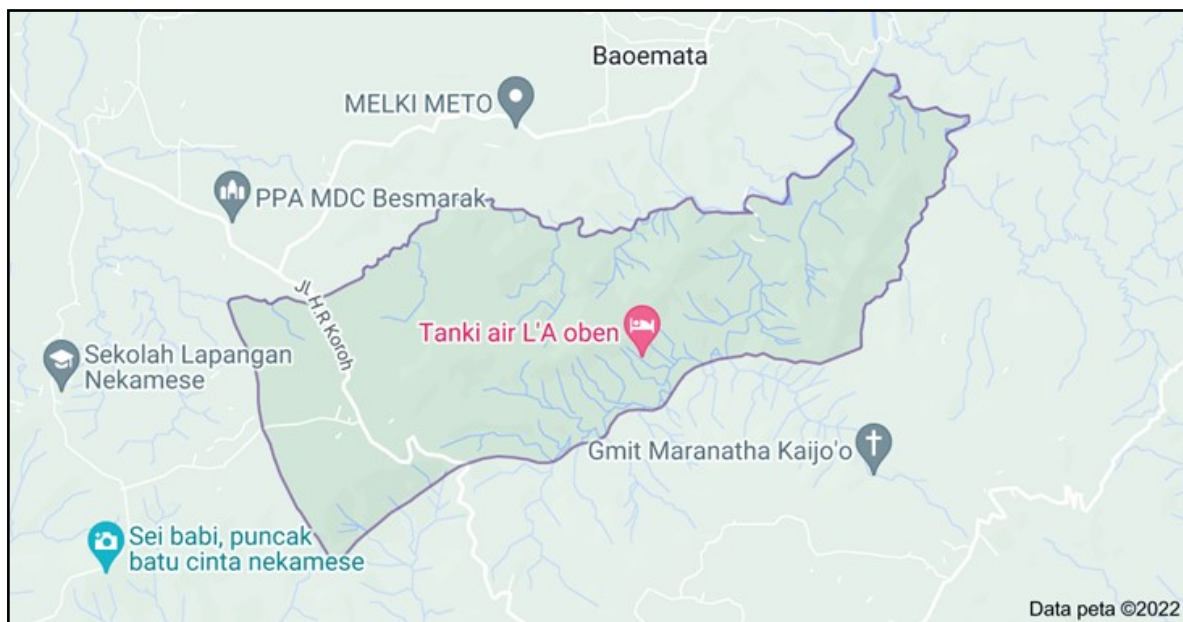 Baoemata
MELKI METO
PPA MDC Besmarak
JL H.R Koroh
Tanki air L'A oben
Sekolah Lapangan
Nekamese
Gmit Maranatha Kaijo'o
Sei babi, puncak
batu cinta nekamese
Data peta ©2022